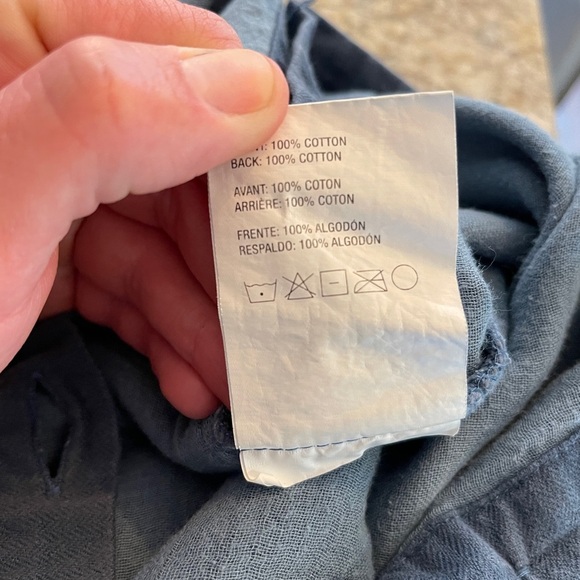 : 100% COTTON
BACK: 100% COTTON
AVANT: 100% COTON
ARRIÈRE: 100% COTON
FRENTE: 100% ALGODÓN
RESPALDO: 100% ALGODÓN